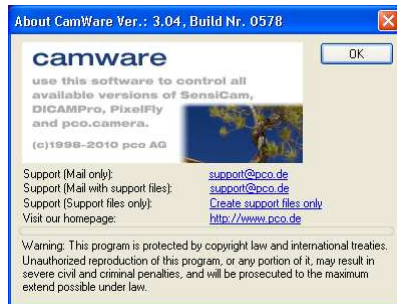 About CamWare Ver.: 3.04, Build Nr. 0578
camware
OK
use this software to control all
available versions of SensiCam,
DICAMPro, PixelFly
and pco.camera.
(c)1998-2010 pco AG
Support (Mail only): support@pco.de
Support (Mail with support files): support@pco.de
Support (Support files only): Create support files only
Visit our homepage: http://www.pco.de
Warning: This program is protected by copyright law and international treaties.
Unauthorized reproduction of this program, or any portion of it, may result in
severe civil and criminal penalties, and will be prosecuted to the maximum
extend possible under law.